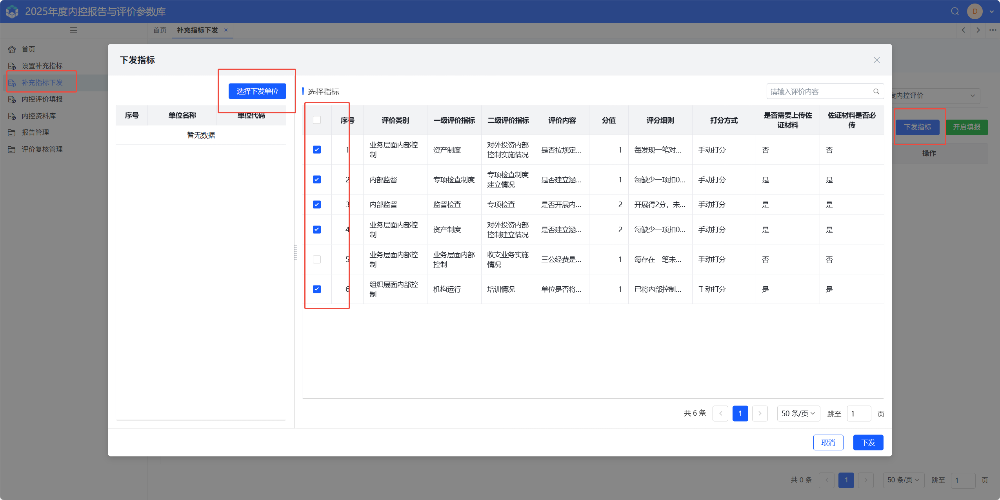 2025年度内控报告与评价参数库
D
首页
补充指标下发
首页
设置补充指标
补充指标下发
内控评价填报
内控资料库
报告管理
评价复核管理
度内控评价
下发指标
开启填报
操作
下发指标
选择下发单位
序号 单位名称 单位代码
暂无数据
选择指标
请输入评价内容
序号 评价类别 一级评价指标 二级评价指标 评价内容 分值 评分细则 打分方式 是否需要上传佐证材料 佐证材料是否必传
1 业务层面内部控制 资产制度 对外投资内部控制实施情况 是否按规定... 1 每发现一笔对... 手动打分 否 否
2 内部监督 专项检查制度 专项检查制度建立情况 是否建立涵... 1 每缺少一项扣0... 手动打分 是 是
3 内部监督 监督检查 专项检查 是否开展内... 2 开展得2分，未... 手动打分 是 是
4 业务层面内部控制 资产制度 对外投资内部控制建立情况 是否建立涵... 2 每缺少一项扣0... 手动打分 是 是
5 业务层面内部控制 业务层面内部控制 收支业务实施情况 三公经费是... 1 每存在一笔未... 手动打分 否 否
6 组织层面内部控制 机构运行 培训情况 单位是否将... 1 已将内部控制... 手动打分 是 是
共 6 条 1 50 条/页 跳至 1 页
取消
下发
共 0 条 1 50 条/页 跳至 1 页